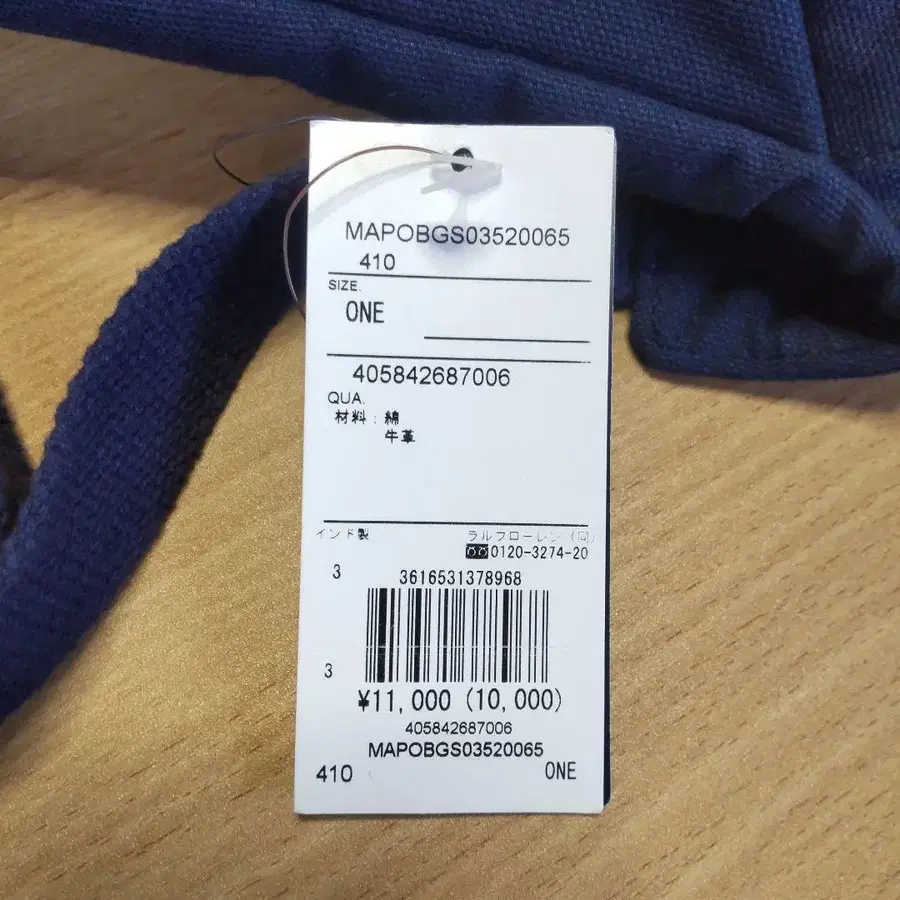 MAPOBGS03520065
410
SIZE.
ONE
405842687006
QUA.
材料: 綿
牛革
インド製 ラルフローレン(同)
0120-3274-20
3 3616531378968
3
¥11,000 (10,000)
405842687006
MAPOBGS03520065
410 ONE